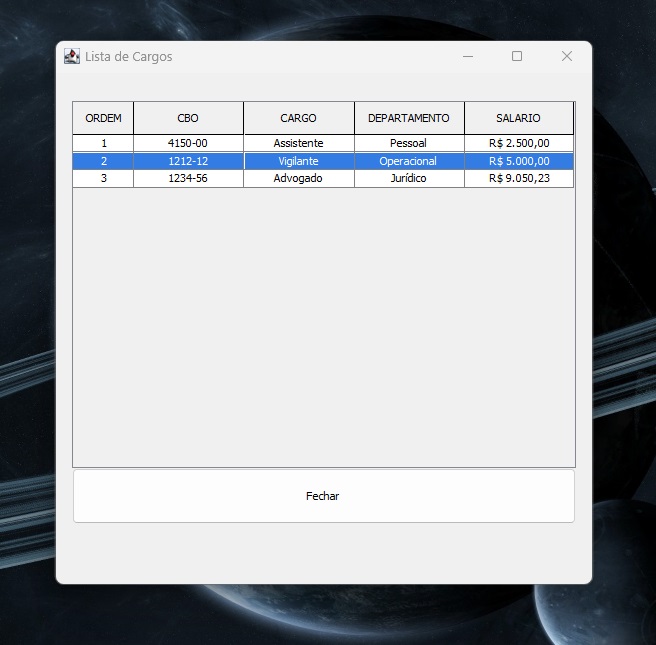 Lista de Cargos
ORDEM CBO CARGO DEPARTAMENTO SALARIO
1 4150-00 Assistente Pessoal R$ 2.500,00
2 1212-12 Vigilante Operacional R$ 5.000,00
3 1234-56 Advogado Jurídico R$ 9.050,23
Fechar